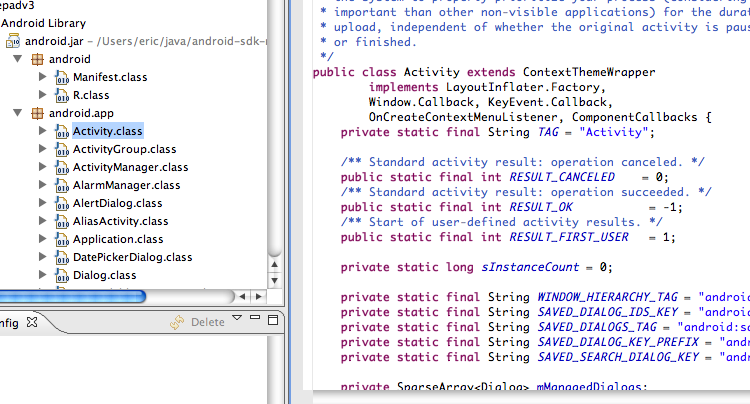 epadv3
Android Library
android.jar – /Users/eric/java/android-sdk-
android
Manifest.class
R.class
android.app
Activity.class
ActivityGroup.class
ActivityManager.class
AlarmManager.class
AlertDialog.class
AliasActivity.class
Application.class
DatePickerDialog.class
Dialog.class
nfig
Delete
* important than other non-visible applications) for the dura
* upload, independent of whether the original activity is paus
* or finished.
*/
public class Activity extends ContextThemeWrapper
implements LayoutInflater.Factory,
Window.Callback, KeyEvent.Callback,
OnCreateContextMenuListener, ComponentCallbacks {
private static final String TAG = "Activity";
/** Standard activity result: operation canceled. */
public static final int RESULT_CANCELED = 0;
/** Standard activity result: operation succeeded. */
public static final int RESULT_OK = -1;
/** Start of user-defined activity results. */
public static final int RESULT_FIRST_USER = 1;
private static long sInstanceCount = 0;
private static final String WINDOW_HIERARCHY_TAG = "android
private static final String SAVED_DIALOG_IDS_KEY = "android
private static final String SAVED_DIALOGS_TAG = "android:sa
private static final String SAVED_DIALOG_KEY_PREFIX = "andr
private static final String SAVED_SEARCH_DIALOG_KEY = "andr
private SparseArray<Dialog> mManagedDialogs;